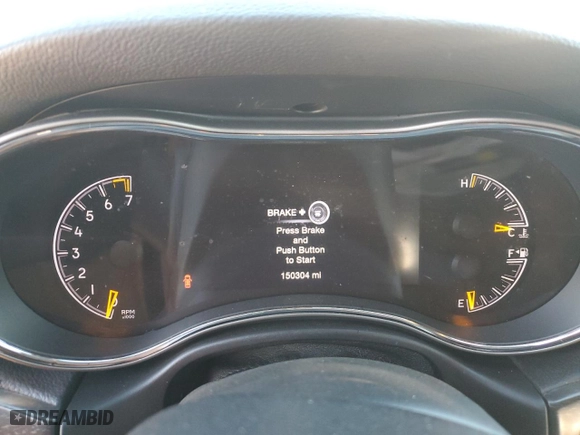 7
6
5
4
3
2
1
0
RPM
x1000
BRAKE +
Press Brake
and
Push Button
to Start
150304 mi
H
C
F
E
DREAMBID